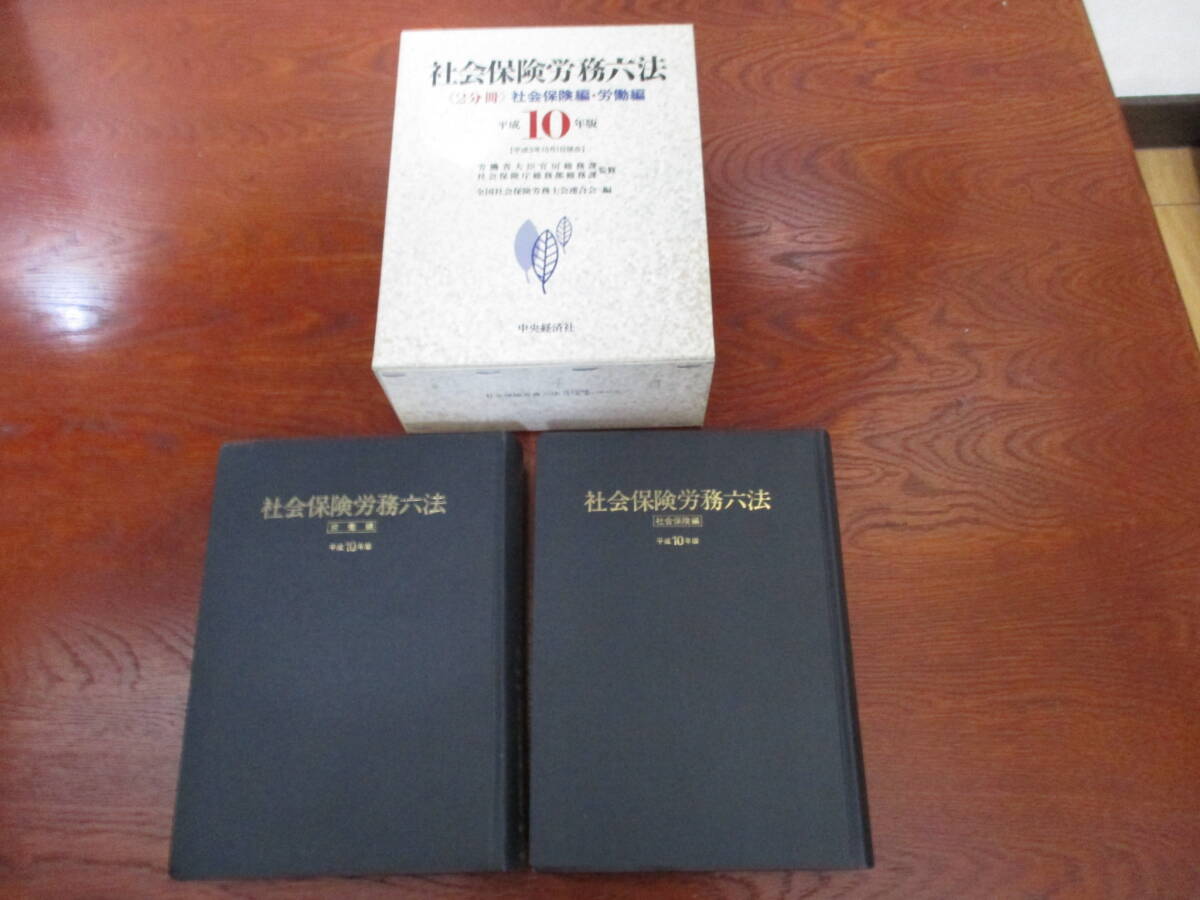 社会保険労務六法
〈2分冊〉社会保険編・労働編
平成10年版
労働省大臣官房総務課
社会保険庁総務部総務課 監修
全国社会保険労務士会連合会 編
中央経済社
社会保険労務六法
労働編
平成10年版
社会保険労務六法
社会保険編
平成10年版